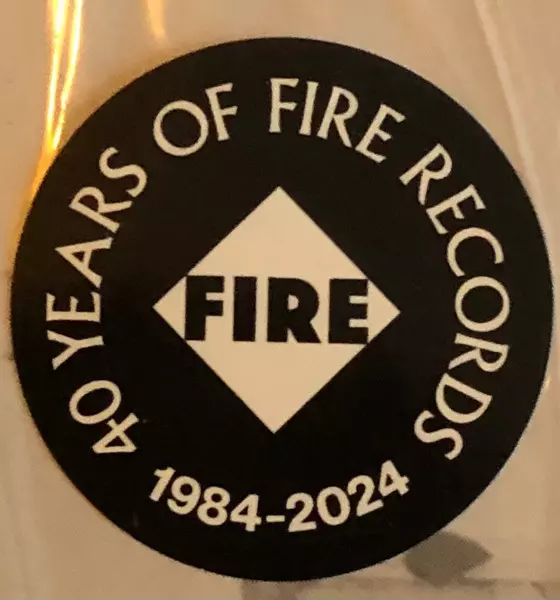 40 YEARS OF FIRE RECORDS
FIRE
1984-2024